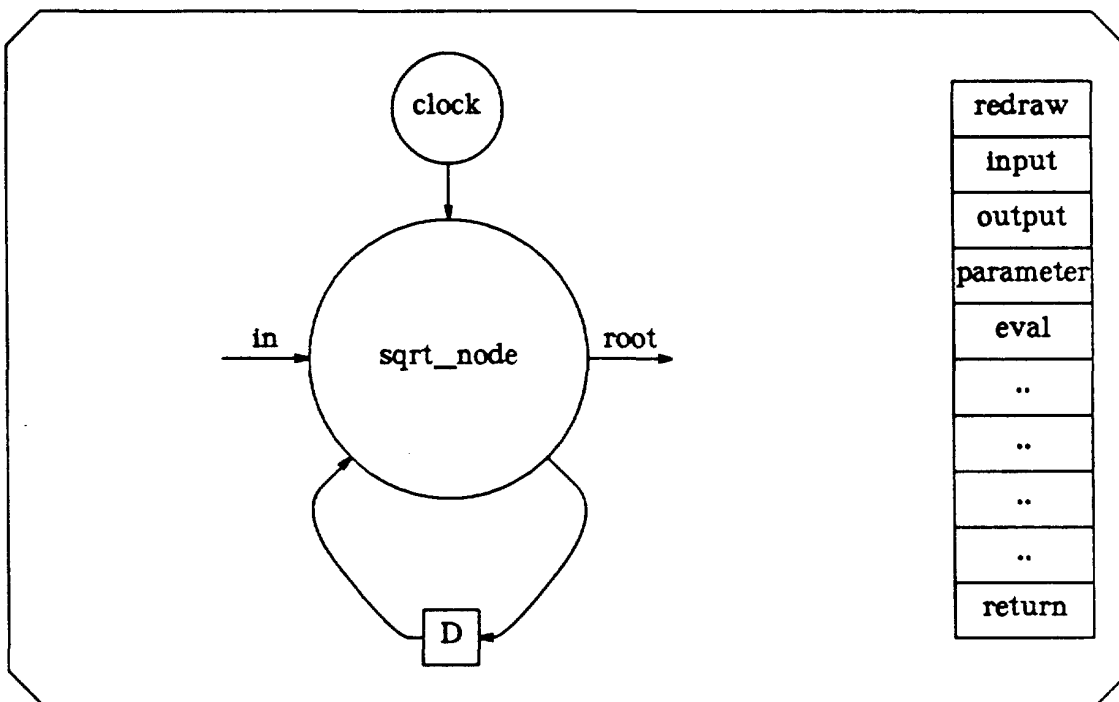 clock
in
sqrt_node
root
D
redraw
input
output
parameter
eval
..
..
..
..
return